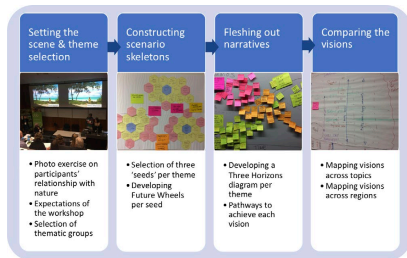 Setting the
scene & theme
selection
• Photo exercise on
participants'
relationship with
nature
• Expectations of
the workshop
• Selection of
thematic groups
Constructing
scenario
skeletons
• Selection of three
'seeds' per theme
• Developing
Future Wheels
per seed
Fleshing out
narratives
• Developing a
Three Horizons
diagram per
theme
• Pathways to
achieve each
vision
Comparing the
visions
• Mapping visions
across topics
• Mapping visions
across regions